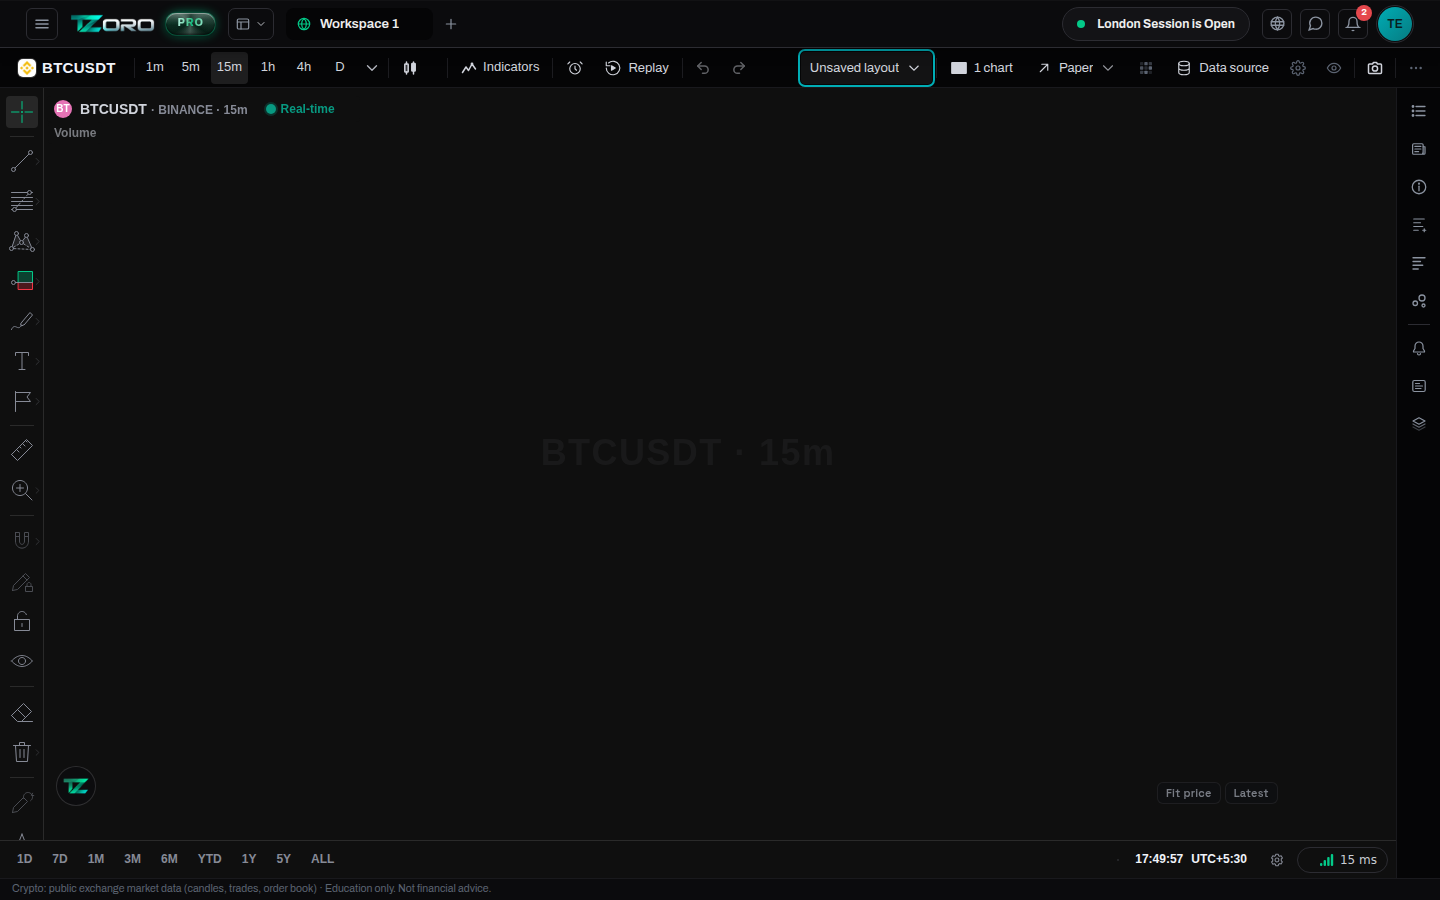 TZORO
PRO
Workspace 1
London Session is Open
2
TE
BTCUSDT
1m
5m
15m
1h
4h
D
Indicators
Replay
Unsaved layout
1 chart
Paper
Data source
BT
BTCUSDT · BINANCE · 15m
Real-time
Volume
BTCUSDT · 15m
TZ
Fit price
Latest
1D
7D
1M
3M
6M
YTD
1Y
5Y
ALL
17:49:57 UTC+5:30
15 ms
Crypto: public exchange market data (candles, trades, order book) · Education only. Not financial advice.